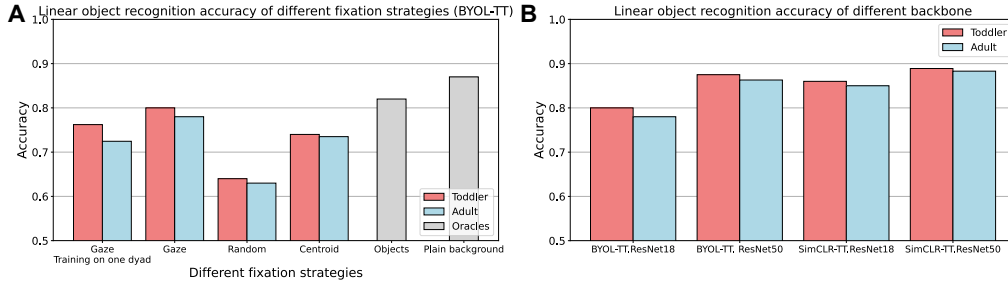 A
Linear object recognition accuracy of different fixation strategies (BYOL-TT)
Accuracy
1.0
0.9
0.8
0.7
0.6
0.5
Toddler
Adult
Oracles
Gaze
Training on one dyad
Gaze
Random
Centroid
Objects
Plain background
Different fixation strategies
B
Linear object recognition accuracy of different backbone
Accuracy
1.0
0.9
0.8
0.7
0.6
0.5
Toddler
Adult
BYOL-TT,ResNet18
BYOL-TT, ResNet50
SimCLR-TT,ResNet18
SimCLR-TT,ResNet50